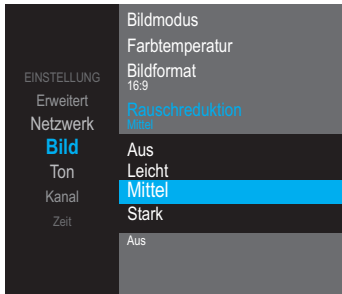 EINSTELLUNG
Erweitert
Netzwerk
Bild
Ton
Kanal
Zeit
Bildmodus
Farbtemperatur
Bildformat
16:9
Rauschreduktion
Mittel
Aus
Leicht
Mittel
Stark
Aus